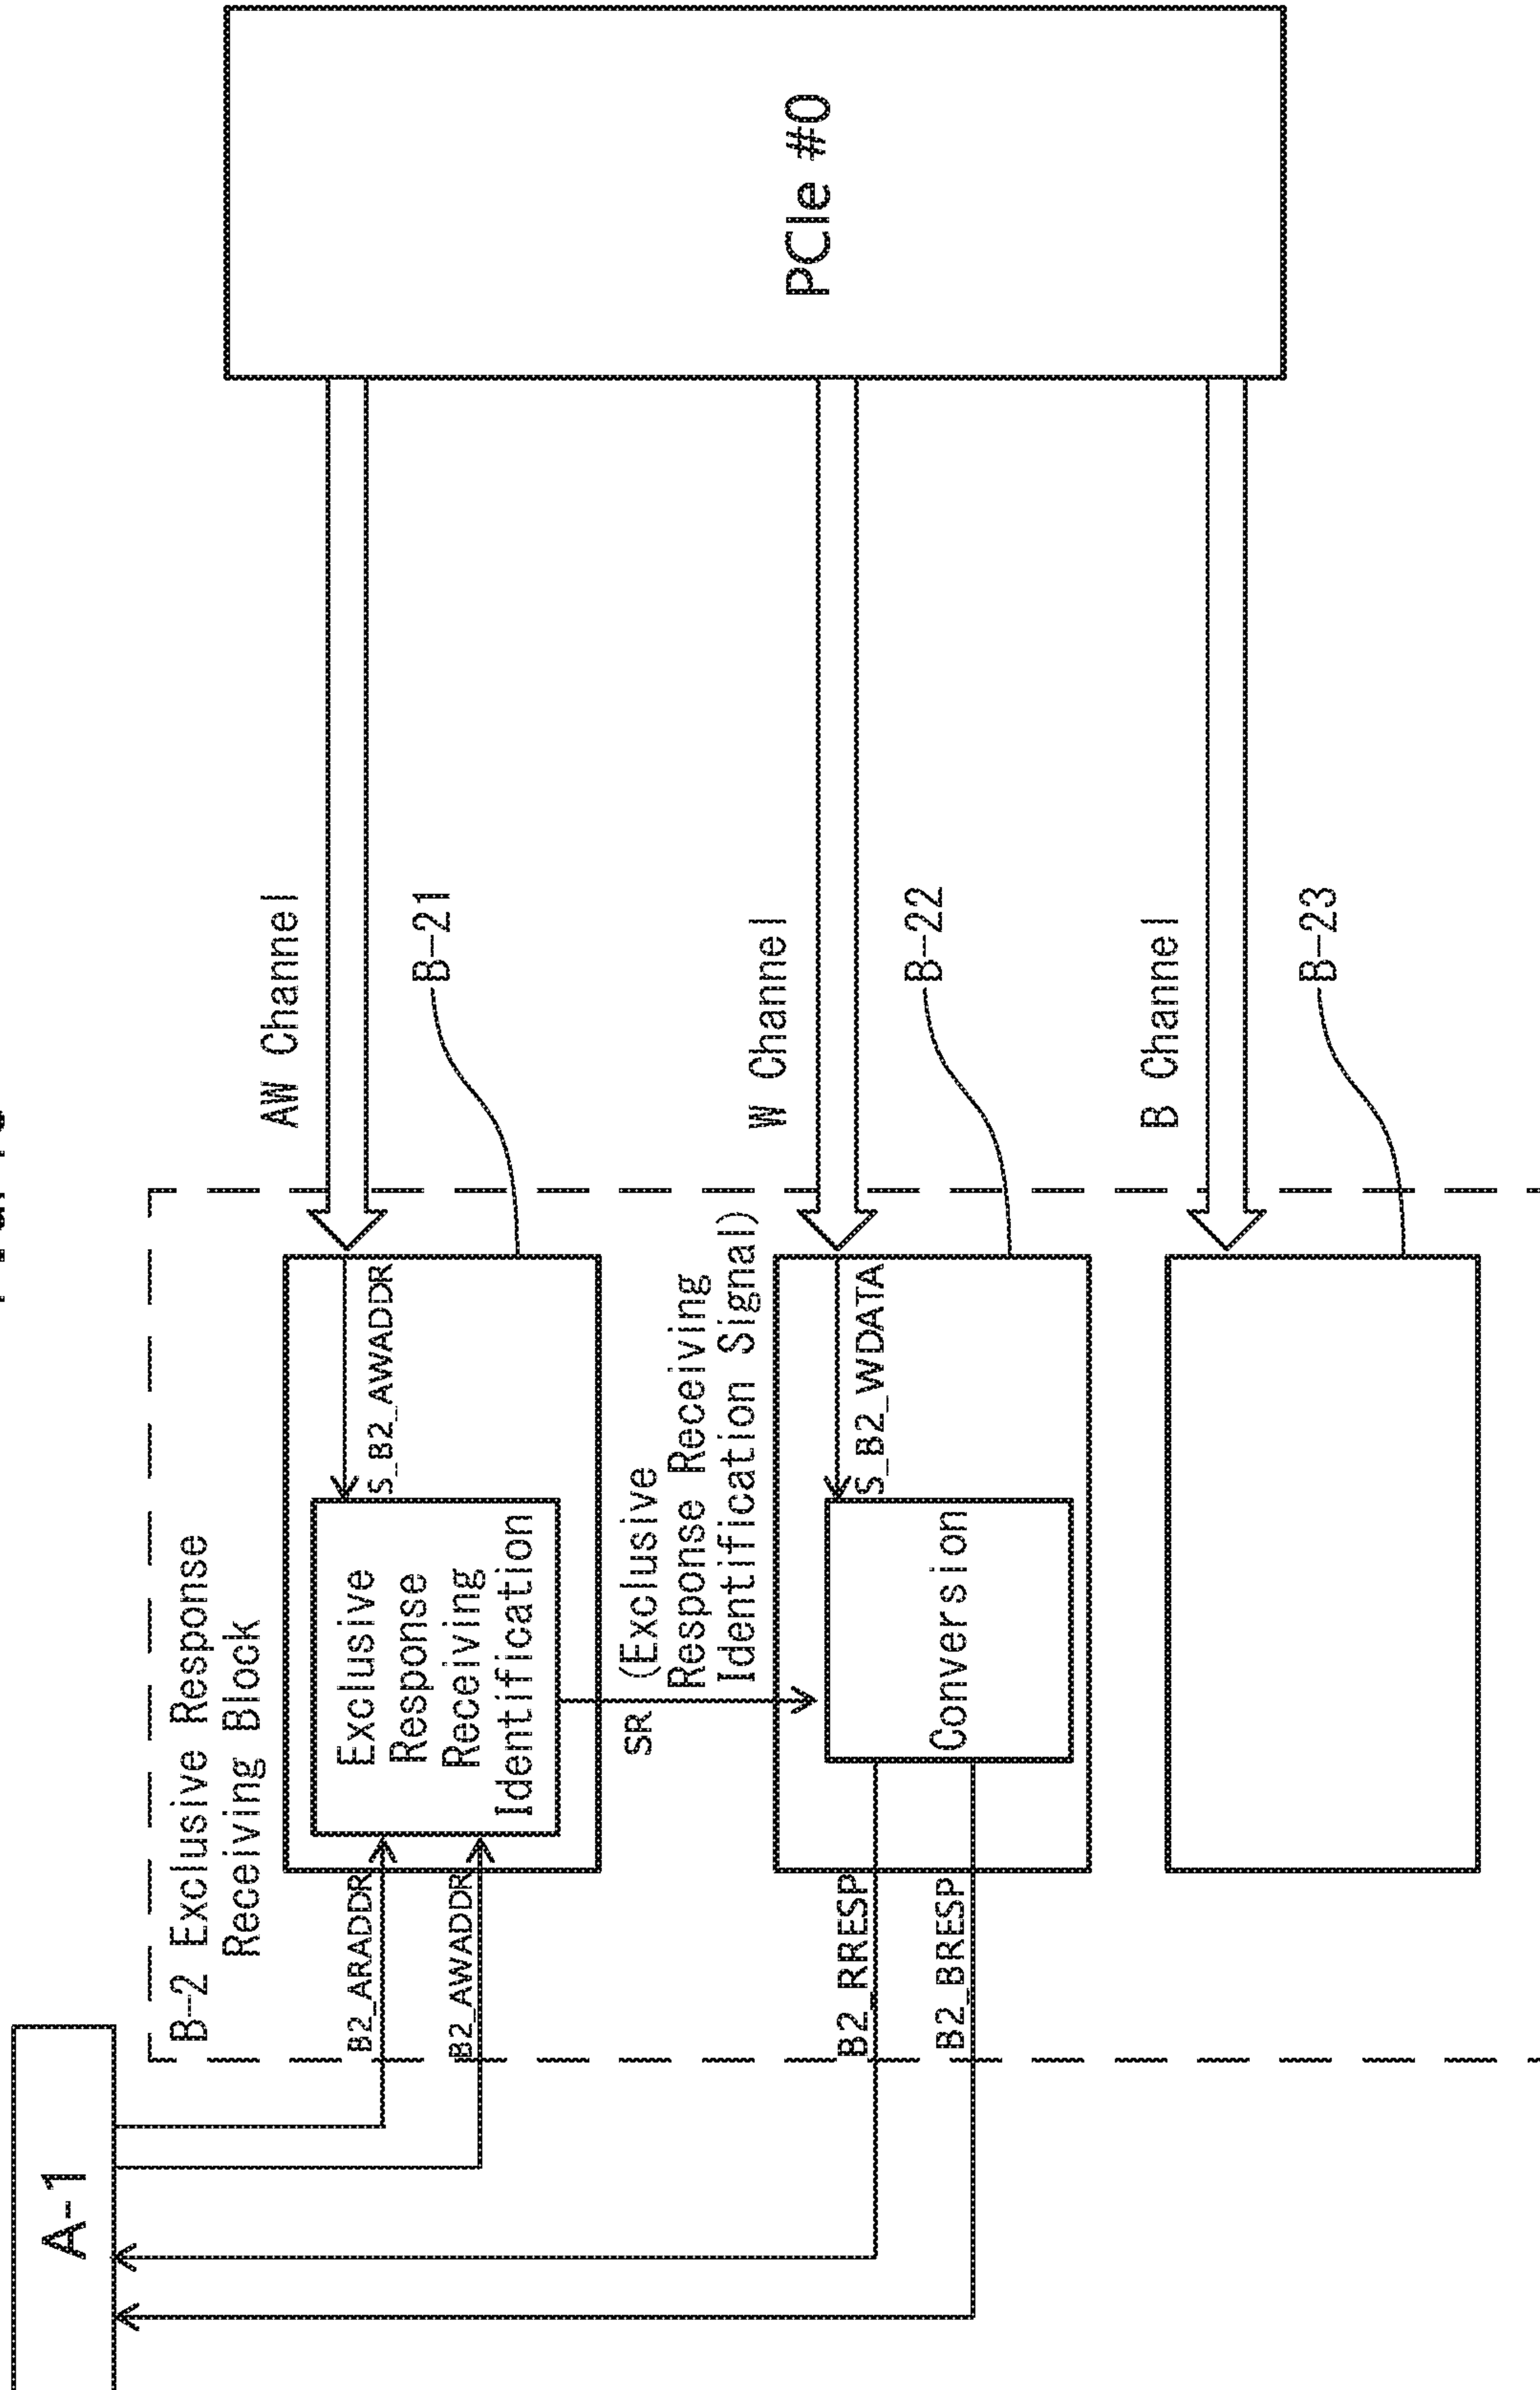 A-1
B-2 Exclusive Response
Receiving Block
B2_ARADDR
B2_AWADDR
Exclusive
Response
Receiving
Identification
S_B2_AWADDR
AW Channel
B-21
PCIe #0
SR (Exclusive
Response Receiving
Identification Signal)
B2_RRESP
B2_BRESP
Conversion
S_B2_WDATA
W Channel
B-22
B Channel
B-23